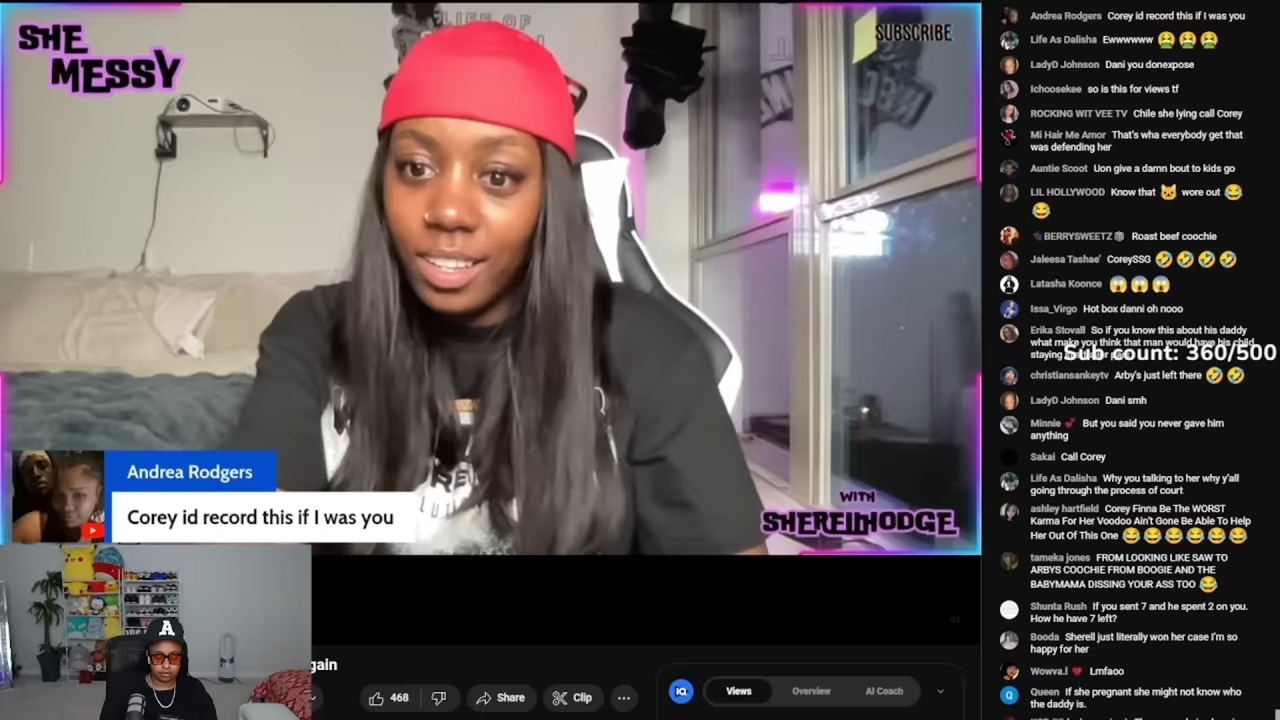 SHE
MESSY
LIFE OF
SUBSCRIBE
Andrea Rodgers
Corey id record this if I was you
WITH
SHERELLHODGE
A
gain
468
Share
Clip
IQ
Views
Overview
AI Coach
Andrea Rodgers Corey id record this if I was you
Life As Dalisha Ewwwwww 🤮 🤮 🤮
LadyD Johnson Dani you donexpose
Ichoosekee so is this for views tf
ROCKING WIT VEE TV Chile she lying call Corey
Mi Hair Me Amor That's wha everybody get that
was defending her
Auntie Scoot Uon give a damn bout to kids go
LIL HOLLYWOOD Know that 🐱 wore out 😂
😂
🍇BERRYSWEETZ🧊 Roast beef coochie
Jaleesa Tashae' CoreySSG 🤣 🤣 🤣 🤣
Latasha Koonce 😱 😱 😱
Issa_Virgo Hot box danni oh nooo
Erika Stovall So if you know this about his daddy
what make you think that man would have his child
staying
Sub count: 360/500
christiansankeytv Arby's just left there 🤣 🤣
LadyD Johnson Dani smh
Minnie 💕 But you said you never gave him
anything
Sakai Call Corey
Life As Dalisha Why you talking to her why y'all
going through the process of court
ashley hartfield Corey Finna Be The WORST
Karma For Her Voodoo Ain't Gone Be Able To Help
Her Out Of This One 😂 😂 😂 😂 😂 😂
tameka jones FROM LOOKING LIKE SAW TO
ARBYS COOCHIE FROM BOOGIE AND THE
BABYMAMA DISSING YOUR ASS TOO 😂
Shunta Rush If you sent 7 and he spent 2 on you.
How he have 7 left?
Booda Sherell just literally won her case I'm so
happy for her
Wowva.l ♥ Lmfaoo
Queen If she pregnant she might not know who
the daddy is.